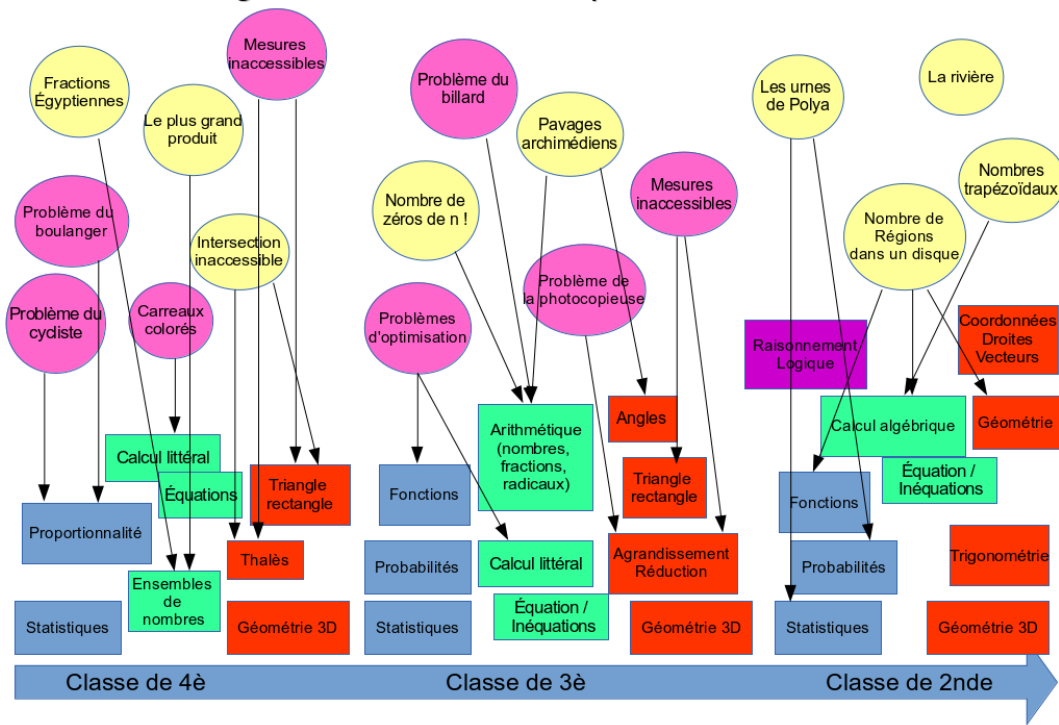 Fractions
Égyptiennes
Le plus grand
produit
Mesures
inaccessibles
Problème du
boulanger
Intersection
inaccessible
Problème du
cycliste
Carreaux
colorés
Calcul littéral
Équations
Triangle
rectangle
Proportionnalité
Thalès
Ensembles
de
nombres
Statistiques
Géométrie 3D
Classe de 4è
Problème du
billard
Pavages
archimédiens
Nombre de
zéros de n !
Mesures
inaccessibles
Problème de
la photocopieuse
Problèmes
d'optimisation
Angles
Arithmétique
(nombres,
fractions,
radicaux)
Fonctions
Triangle
rectangle
Probabilités
Calcul littéral
Agrandissement
Réduction
Équation /
Inéquations
Statistiques
Géométrie 3D
Classe de 3è
Les urnes
de Polya
La rivière
Nombres
trapézoïdaux
Nombre de
Régions
dans un disque
Raisonnement
Logique
Coordonnées
Droites
Vecteurs
Calcul algébrique
Géométrie
Équation /
Inéquations
Fonctions
Probabilités
Trigonométrie
Statistiques
Géométrie 3D
Classe de 2nde